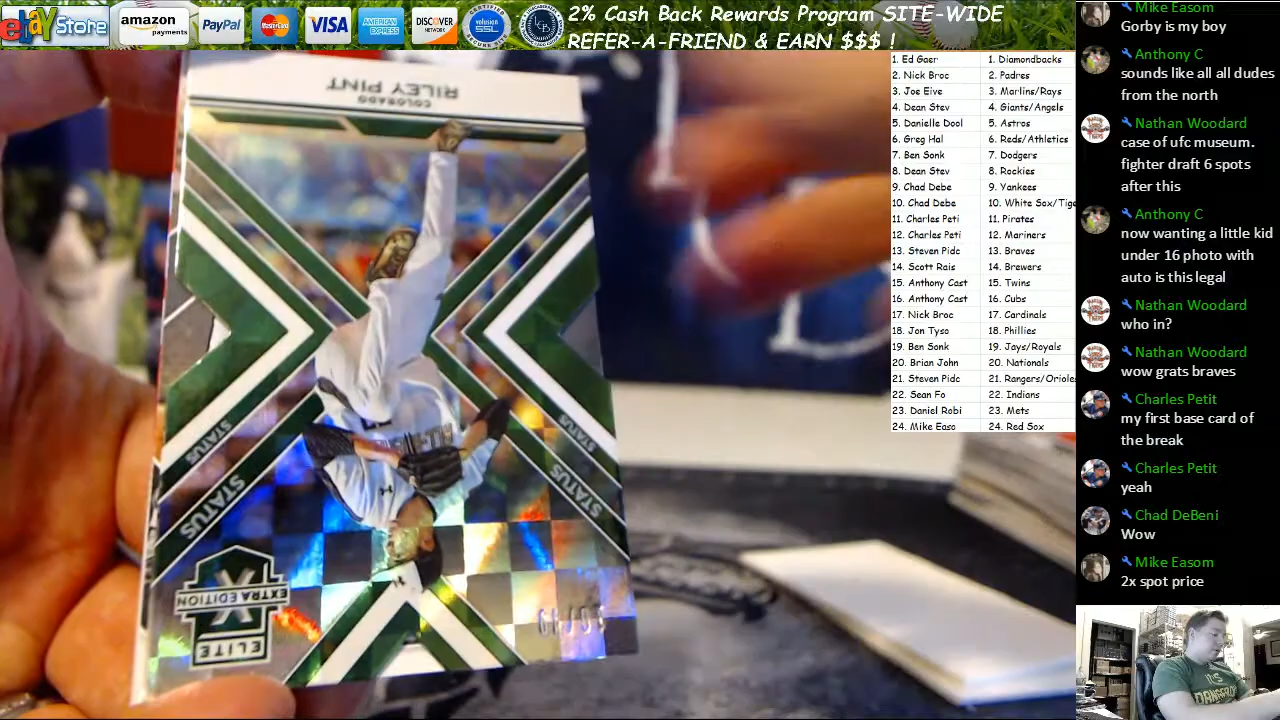 ebay Store
amazon
payments
PayPal
MasterCard
VISA
AMERICAN
EXPRESS
DISCOVER
NETWORK
2% Cash Back Rewards Program SITE-WIDE
REFER-A-FRIEND & EARN $$$ !
1. Ed Gaer 1. Diamondbacks
2. Nick Broc 2. Padres
3. Joe Eive 3. Marlins/Rays
4. Dean Stev 4. Giants/Angels
5. Danielle Dool 5. Astros
6. Greg Hal 6. Reds/Athletics
7. Ben Sonk 7. Dodgers
8. Dean Stev 8. Rockies
9. Chad Debe 9. Yankees
10. Chad Debe 10. White Sox/Tige
11. Charles Peti 11. Pirates
12. Charles Peti 12. Mariners
13. Steven Pidc 13. Braves
14. Scott Rais 14. Brewers
15. Anthony Cast 15. Twins
16. Anthony Cast 16. Cubs
17. Nick Broc 17. Cardinals
18. Jon Tyso 18. Phillies
19. Ben Sonk 19. Jays/Royals
20. Brian John 20. Nationals
21. Steven Pidc 21. Rangers/Oriole
22. Sean Fo 22. Indians
23. Daniel Robi 23. Mets
24. Mike Easo 24. Red Sox
Mike Easom
Gorby is my boy
Anthony C
sounds like all all dudes
from the north
Nathan Woodard
case of ufc museum.
fighter draft 6 spots
after this
Anthony C
now wanting a little kid
under 16 photo with
auto is this legal
Nathan Woodard
who in?
Nathan Woodard
wow grats braves
Charles Petit
my first base card of
the break
Charles Petit
yeah
Chad DeBeni
Wow
Mike Easom
2x spot price
RILEY PINT
COLORADO
STATUS
STATUS
STATUS
STATUS
EXTRA EDITION
ELITE
IT'S